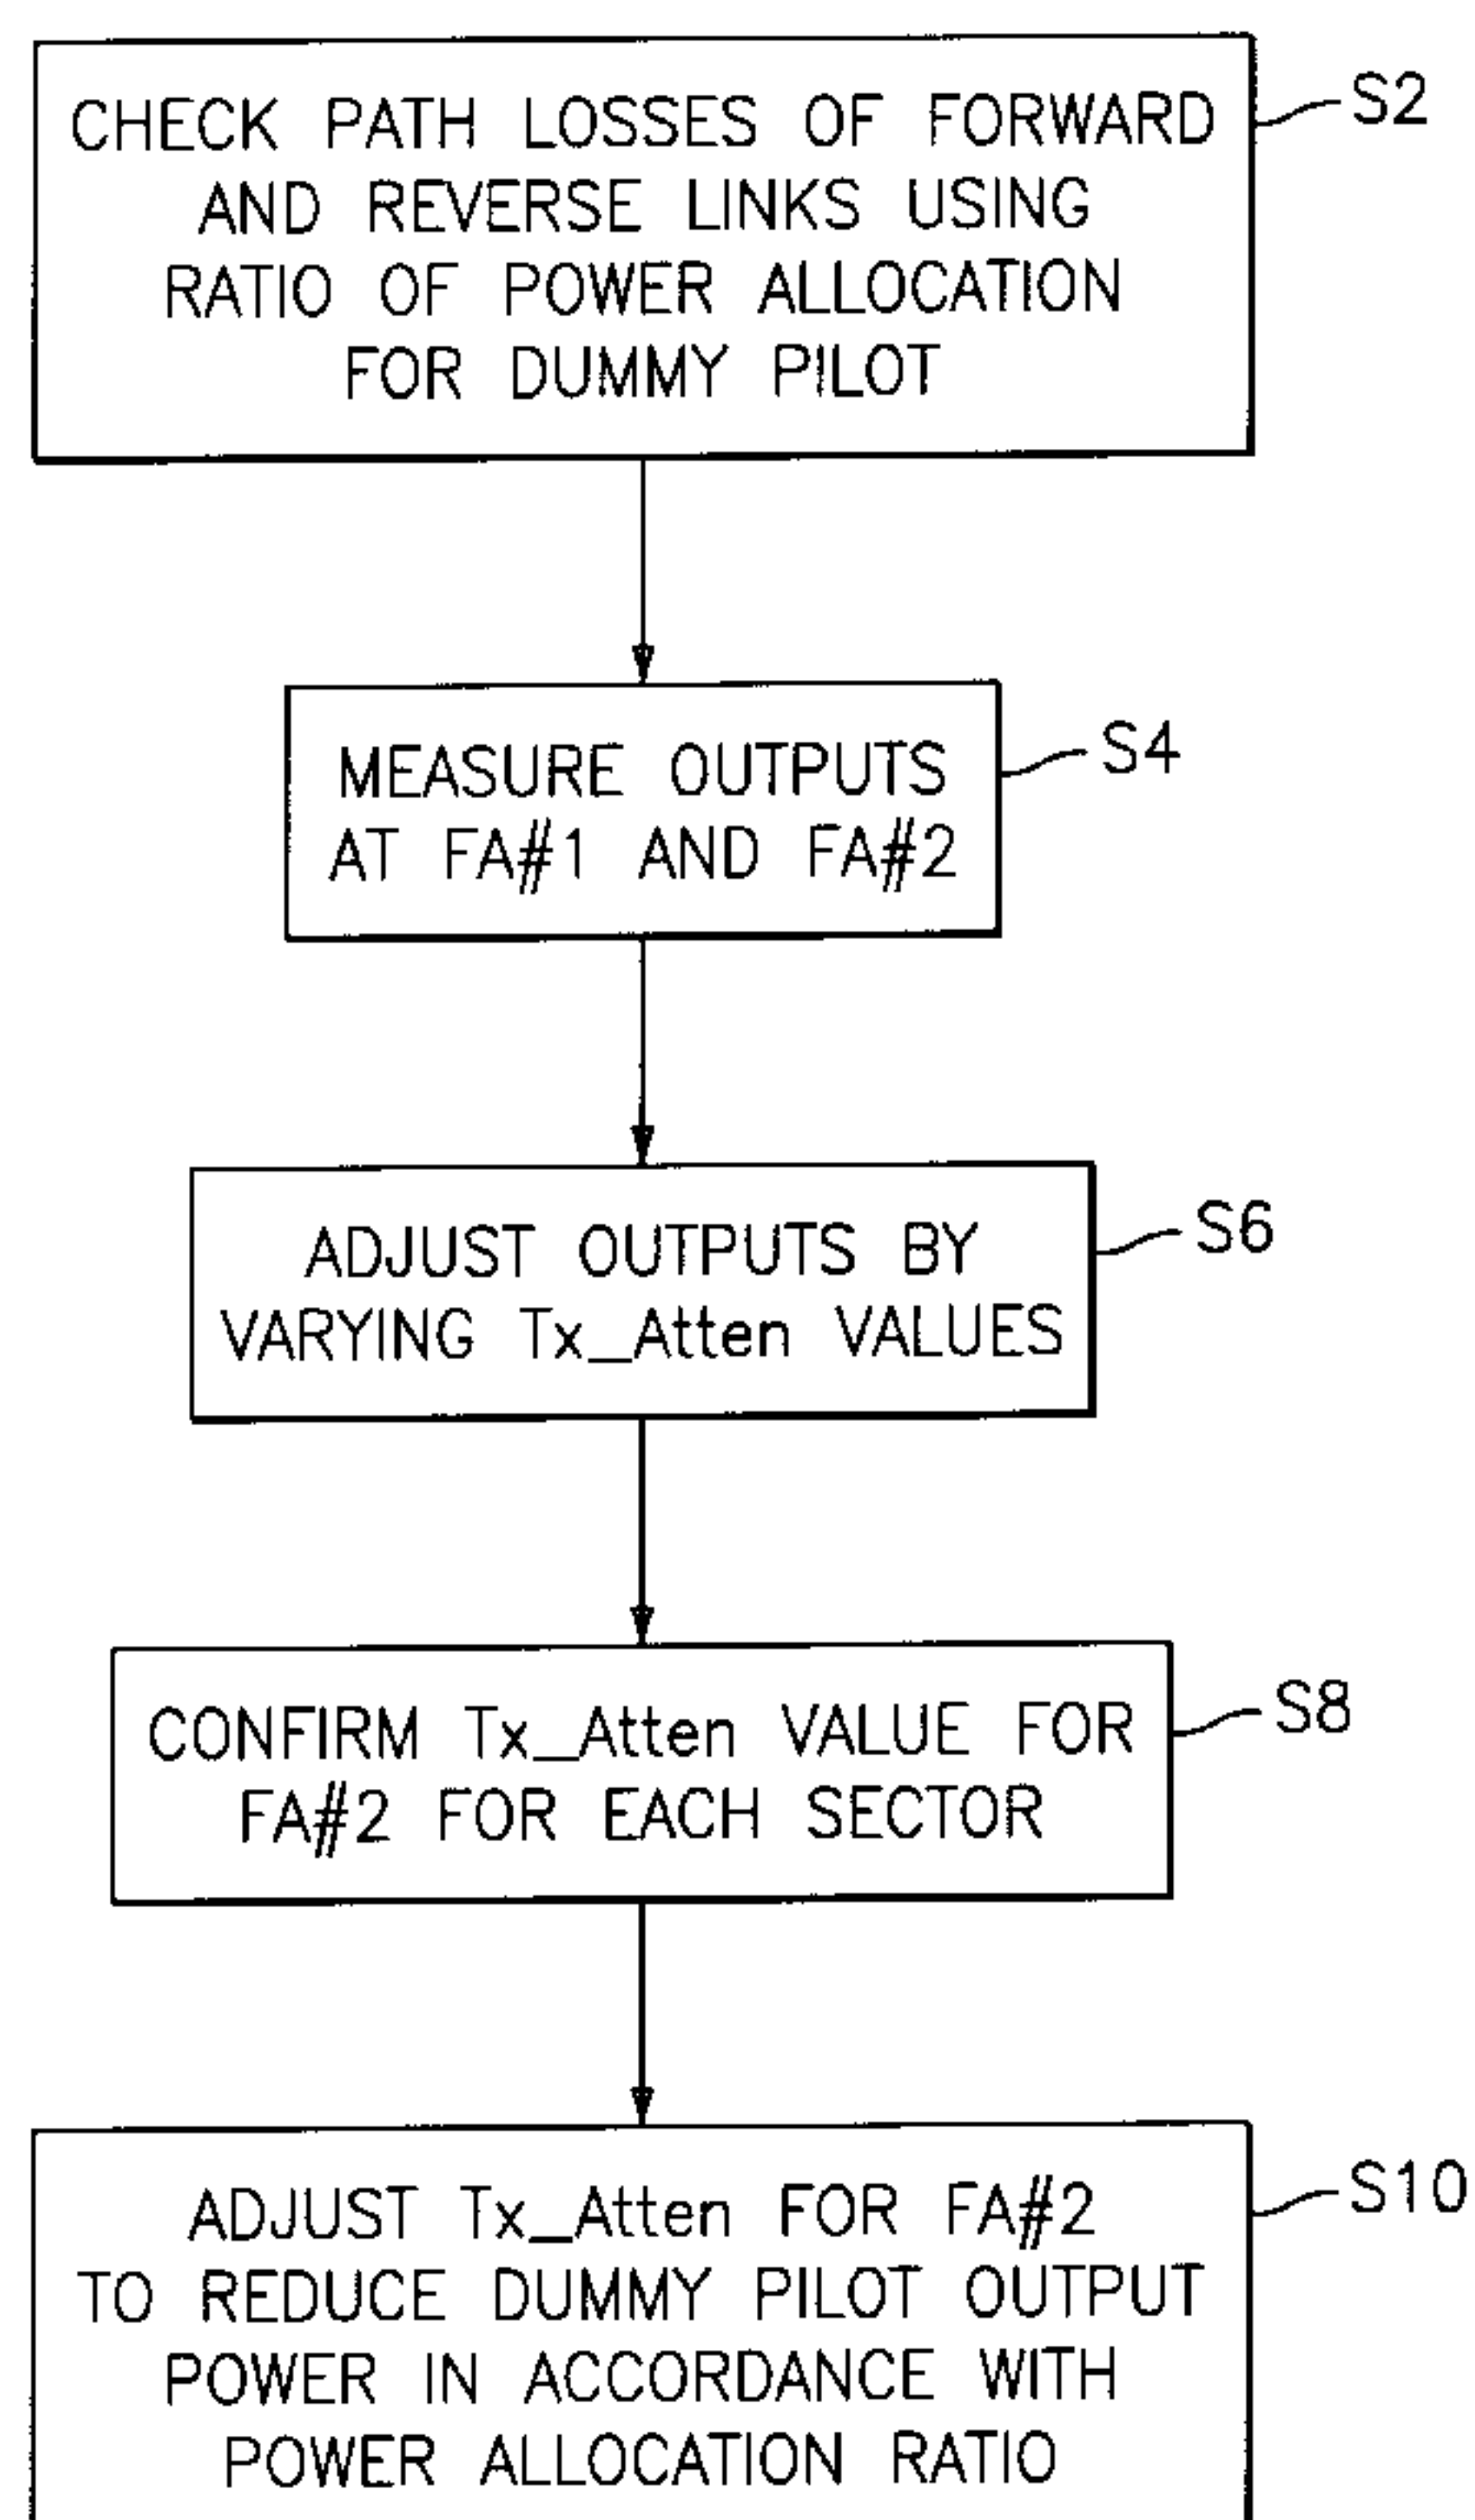 CHECK PATH LOSSES OF FORWARD
AND REVERSE LINKS USING
RATIO OF POWER ALLOCATION
FOR DUMMY PILOT
S2
MEASURE OUTPUTS
AT FA#1 AND FA#2
S4
ADJUST OUTPUTS BY
VARYING Tx_Atten VALUES
S6
CONFIRM Tx_Atten VALUE FOR
FA#2 FOR EACH SECTOR
S8
ADJUST Tx_Atten FOR FA#2
TO REDUCE DUMMY PILOT OUTPUT
POWER IN ACCORDANCE WITH
POWER ALLOCATION RATIO
S10